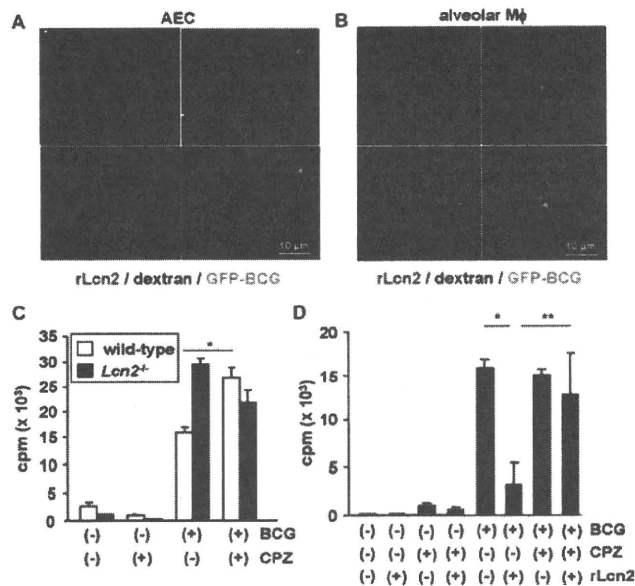 A
AEC
B
alveolar Mϕ
10 µm
10 µm
rLcn2 / dextran / GFP-BCG
rLcn2 / dextran / GFP-BCG
C
wild-type
Lcn2-/-
*
cpm (x 10³)
35
30
25
20
15
10
5
0
(-) (-) (+) (+) BCG
(-) (+) (-) (+) CPZ
D
*
**
cpm (x 10³)
20
15
10
5
0
(-) (-) (-) (-) (+) (+) (+) (+) BCG
(-) (-) (+) (+) (-) (-) (+) (+) CPZ
(-) (+) (-) (+) (-) (+) (-) (+) rLcn2